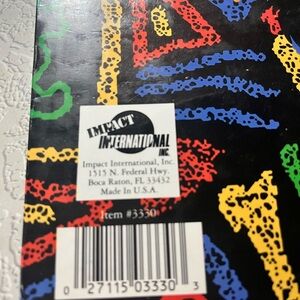 IMPACT
INTERNATIONAL
INC.
Impact International, Inc.
1515 N. Federal Hwy.
Boca Raton, FL 33432
Made In U.S.A.
Item #3330
0 27115 03330 3